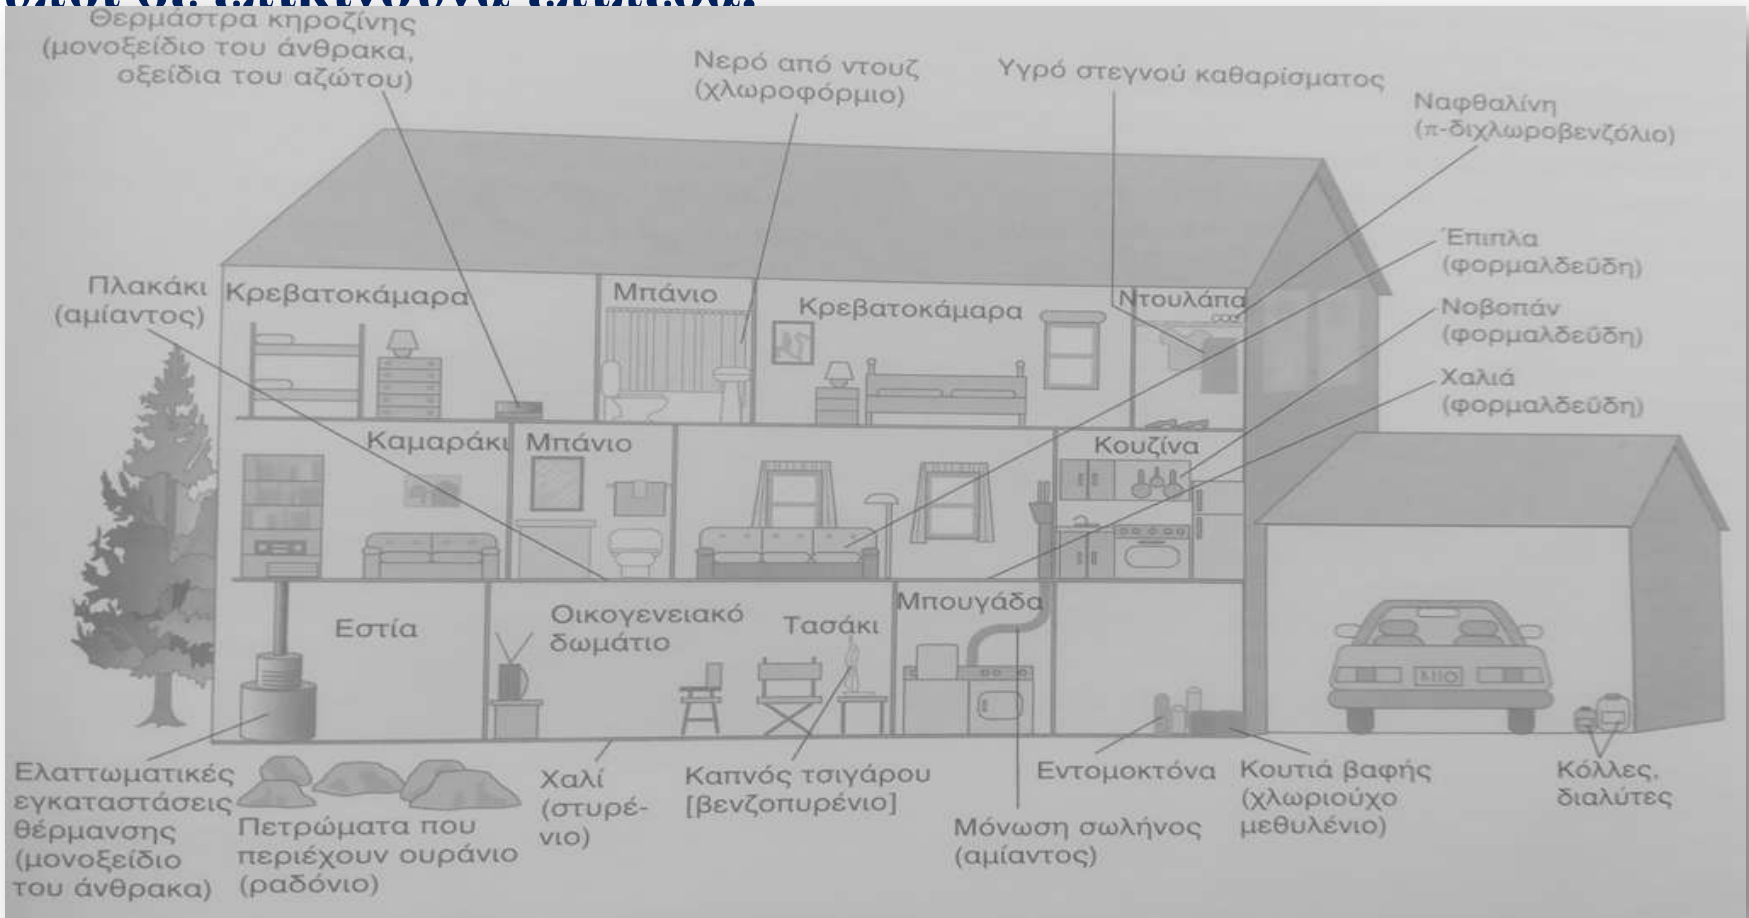 Θερμάστρα κηροζίνης
(μονοξείδιο του άνθρακα,
οξείδια του αζώτου)
Νερό από ντουζ
(χλωροφόρμιο)
Υγρό στεγνού καθαρίσματος
Ναφθαλίνη
(π-διχλωροβενζόλιο)
Έπιπλα
(φορμαλδεΰδη)
Νοβοπάν
(φορμαλδεΰδη)
Χαλιά
(φορμαλδεΰδη)
Πλακάκι
(αμίαντος)
Κρεβατοκάμαρα
Μπάνιο
Κρεβατοκάμαρα
Ντουλάπα
Καμαράκι
Μπάνιο
Κουζίνα
Εστία
Οικογενειακό
δωμάτιο
Τασάκι
Μπουγάδα
Ελαττωματικές
εγκαταστάσεις
θέρμανσης
(μονοξείδιο
του άνθρακα)
Πετρώματα που
περιέχουν ουράνιο
(ραδόνιο)
Χαλί
(στυρέ-
νιο)
Καπνός τσιγάρου
[βενζοπυρένιο]
Μόνωση σωλήνος
(αμίαντος)
Εντομοκτόνα
Κουτιά βαφής
(χλωριούχο
μεθυλένιο)
Κόλλες,
διαλύτες